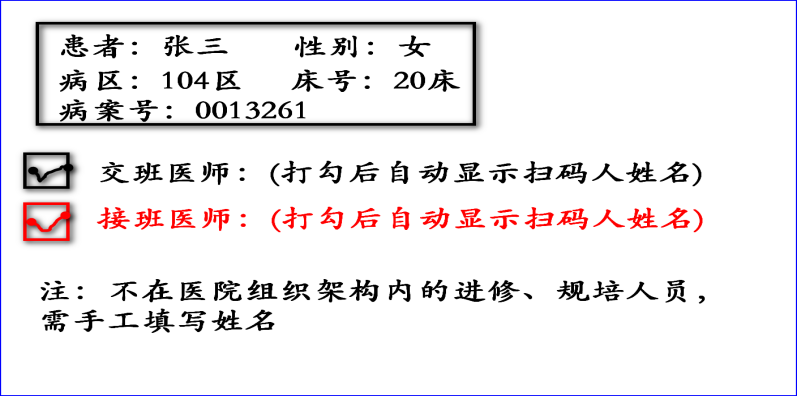 患者：张三 性别：女
病区：104区 床号：20床
病案号：0013261
交班医师：(打勾后自动显示扫码人姓名)
接班医师：(打勾后自动显示扫码人姓名)
注：不在医院组织架构内的进修、规培人员，
需手工填写姓名